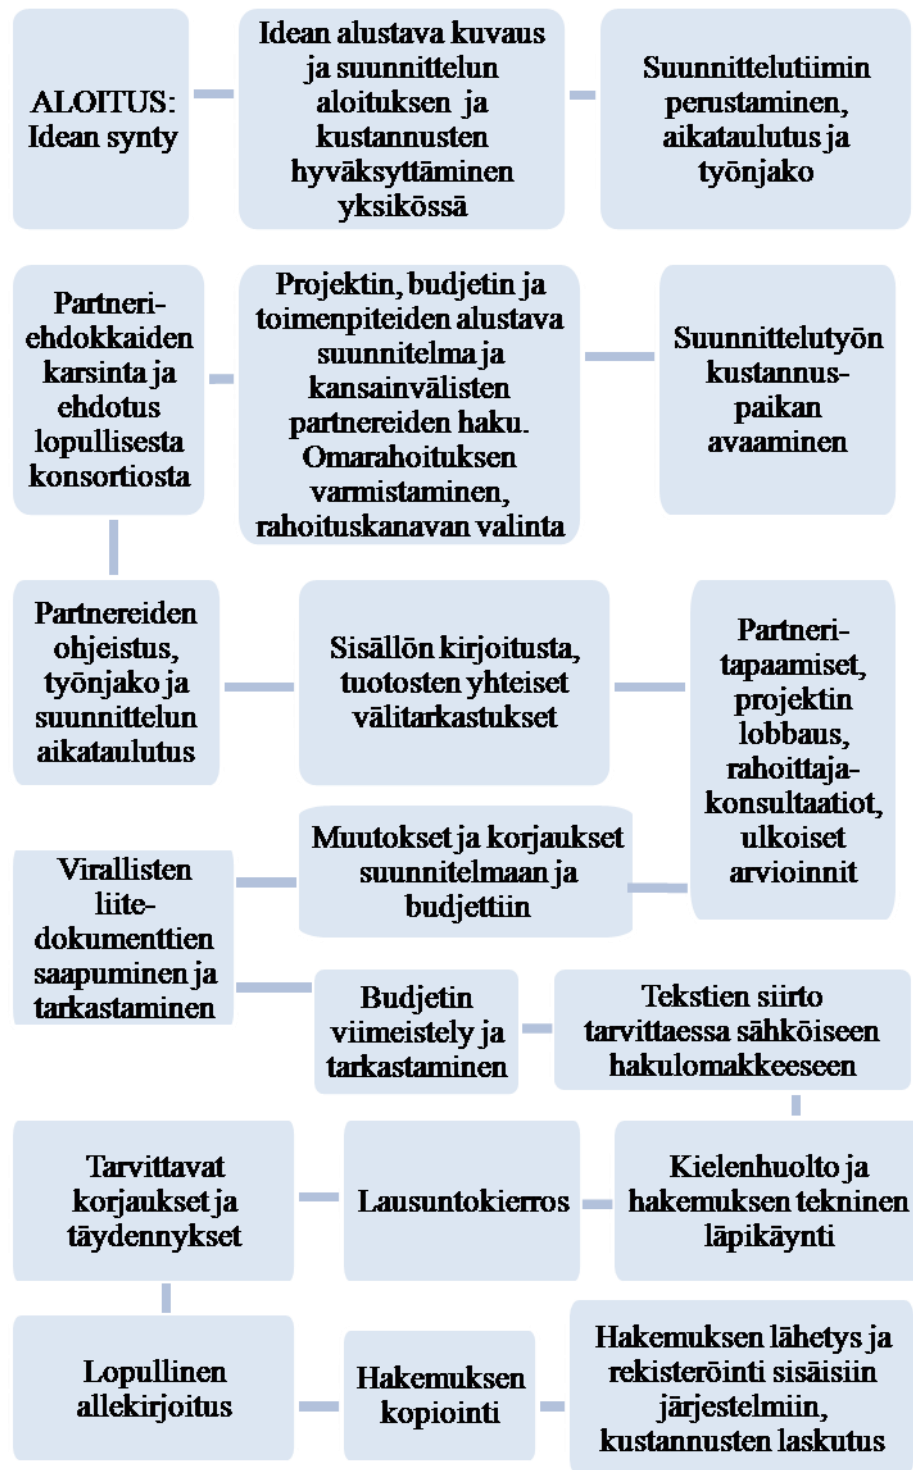 ALOITUS:
Idean synty
Idean alustava kuvaus
ja suunnittelun
aloituksen ja
kustannusten
hyväksyttäminen
yksikössä
Suunnittelutiimin
perustaminen,
aikataulutus ja
työnjako
Suunnittelutyön
kustannus-
paikan
avaaminen
Projektin, budjetin ja
toimenpiteiden alustava
suunnitelma ja
kansainvälisten
partnereiden haku.
Omarahoituksen
varmistaminen,
rahoituskanavan valinta
Partneri-
ehdokkaiden
karsinta ja
ehdotus
lopullisesta
konsortiosta
Partnereiden
ohjeistus,
työnjako ja
suunnittelun
aikataulutus
Sisällön kirjoitusta,
tuotosten yhteiset
välitarkastukset
Partneri-
tapaamiset,
projektin
lobbaus,
rahoittaja-
konsultaatiot,
ulkoiset
arvioinnit
Muutokset ja korjaukset
suunnitelmaan ja
budjettiin
Virallisten
liite-
dokumenttien
saapuminen ja
tarkastaminen
Budjetin
viimeistely ja
tarkastaminen
Tekstien siirto
tarvittaessa sähköiseen
hakulomakkeeseen
Kielenhuolto ja
hakemuksen tekninen
läpikäynti
Lausuntokierros
Tarvittavat
korjaukset ja
täydennykset
Lopullinen
allekirjoitus
Hakemuksen
kopiointi
Hakemuksen lähetys ja
rekisteröinti sisäisiin
järjestelmiin,
kustannusten laskutus